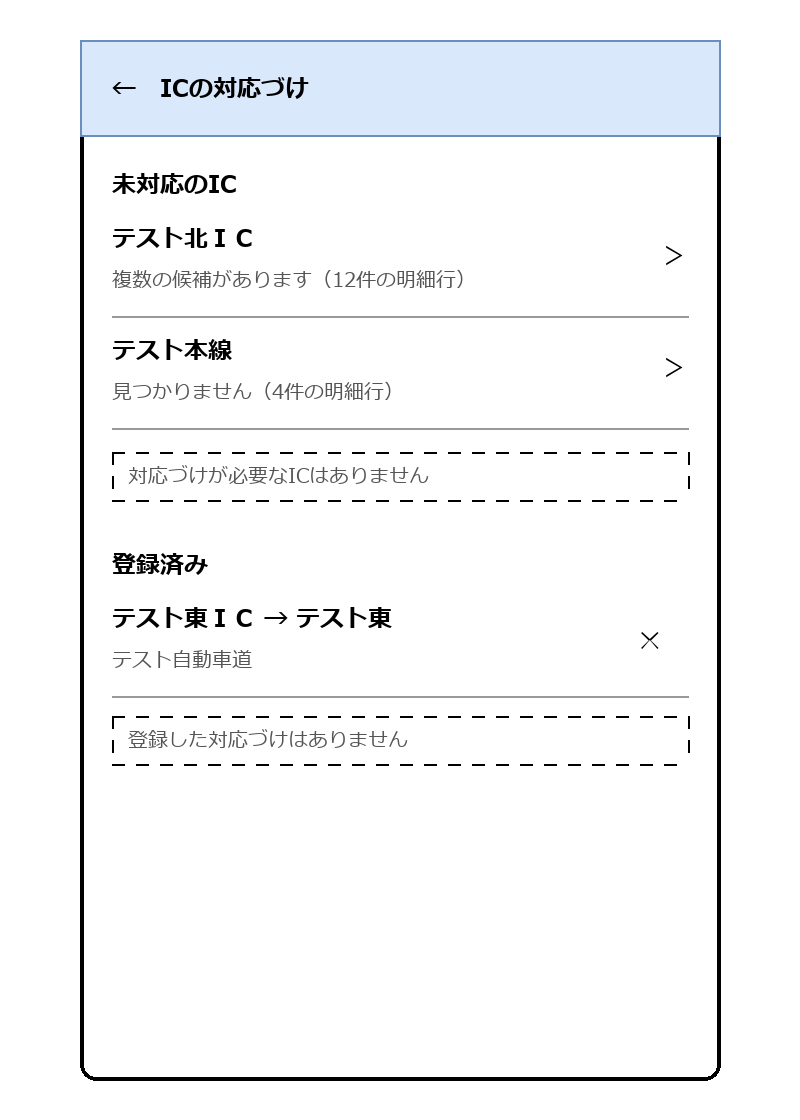 ← ICの対応づけ
未対応のIC
テスト北ＩＣ
複数の候補があります（12件の明細行）
>
テスト本線
見つかりません（4件の明細行）
>
対応づけが必要なICはありません
登録済み
テスト東ＩＣ → テスト東
テスト自動車道
×
登録した対応づけはありません